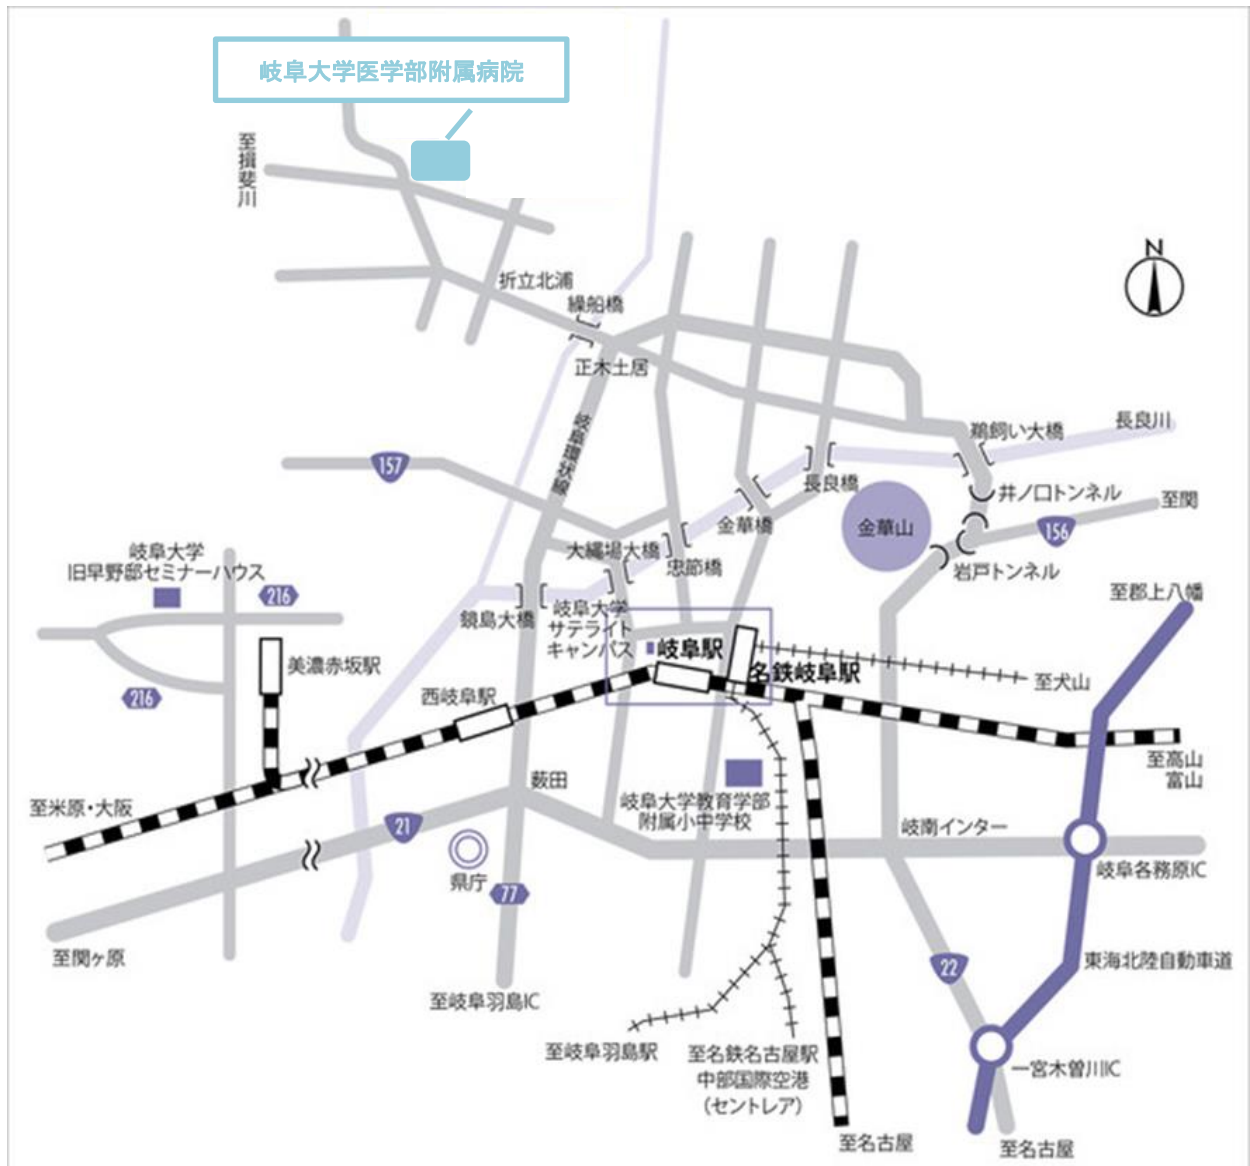 岐阜大学医学部附属病院
至揖斐川
N
折立北浦
繰船橋
正木土居
岐阜環状線
157
鵜飼い大橋
長良川
長良橋
井ノ口トンネル
至関
金華橋
金華山
156
大縄場大橋
忠節橋
岩戸トンネル
岐阜大学
旧早野邸セミナーハウス
216
鏡島大橋
岐阜大学
サテライト
キャンパス
至郡上八幡
岐阜駅
名鉄岐阜駅
美濃赤坂駅
至犬山
216
西岐阜駅
至高山
富山
薮田
岐阜大学教育学部
附属小中学校
至米原・大阪
21
岐南インター
県庁
岐阜各務原IC
77
至関ヶ原
22
東海北陸自動車道
至岐阜羽島IC
至岐阜羽島駅
至名鉄名古屋駅
中部国際空港
(セントレア)
一宮木曽川IC
至名古屋
至名古屋